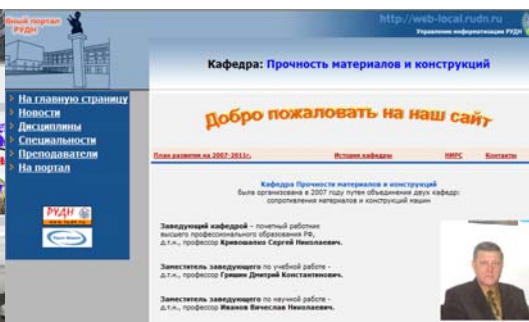 http://web-local.rudn.ru
ный портал
РУДН
Управление информатизации РУДН
Кафедра: Прочность материалов и конструкций
На главную страницу
Новости
Дисциплины
Специальности
Преподаватели
На портал
Добро пожаловать на наш сайт
План развития на 2007-2011г.
История кафедры
НИРС
Контакты
Кафедра Прочности материалов и конструкций
была организована в 2007 году путем объединения двух кафедр:
сопротивления материалов и конструкций машин
РУДН
Заведующий кафедрой – почетный работник
высшего профессионального образования РФ,
д.т.н., профессор Кривошапко Сергей Николаевич.
Заместитель заведующего по учебной работе -
д.т.н., профессор Гришин Дмитрий Константинович.
Заместитель заведующего по научной работе -
д.т.н., профессор Иванов Вячеслав Николаевич.